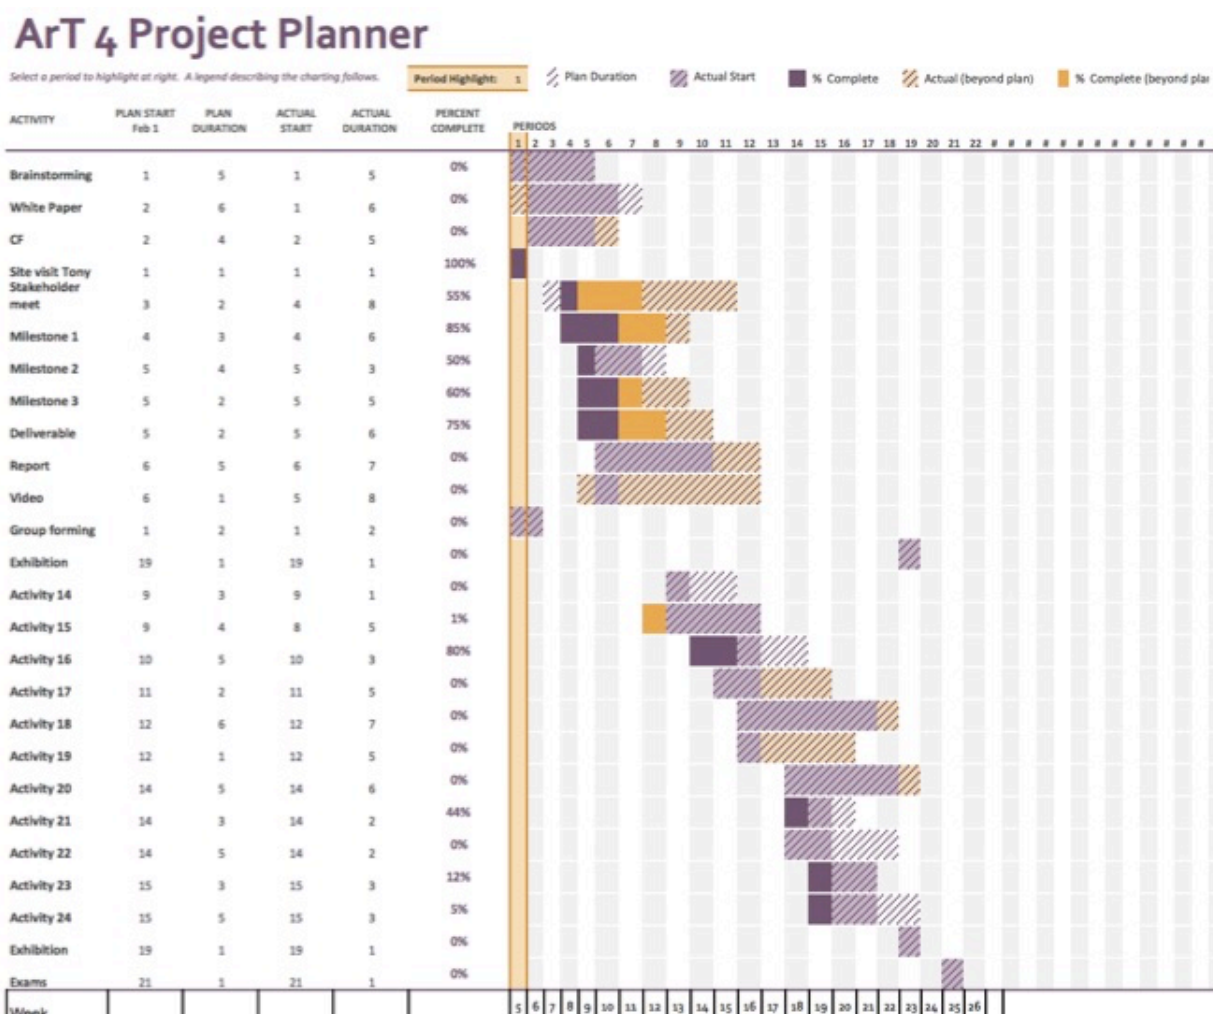 ArT 4 Project Planner
Select a period to highlight at right. A legend describing the charting follows.
Period Highlight: 1
Plan Duration
Actual Start
% Complete
Actual (beyond plan)
% Complete (beyond plan
ACTIVITY PLAN START Feb 1 PLAN DURATION ACTUAL START ACTUAL DURATION PERCENT COMPLETE
PERIODS
1 2 3 4 5 6 7 8 9 10 11 12 13 14 15 16 17 18 19 20 21 22 # # # # # # # # # # # # #
Brainstorming 1 5 1 5 0%
White Paper 2 6 1 6 0%
CF 2 4 2 5 0%
Site visit Tony 1 1 1 1 100%
Stakeholder
meet 3 2 4 8 55%
Milestone 1 4 3 4 6 85%
Milestone 2 5 4 5 3 50%
Milestone 3 5 2 5 5 60%
Deliverable 5 2 5 6 75%
Report 6 5 6 7 0%
Video 6 1 5 8 0%
Group forming 1 2 1 2 0%
Exhibition 19 1 19 1 0%
Activity 14 9 3 9 1 0%
Activity 15 9 4 8 5 1%
Activity 16 10 5 10 3 80%
Activity 17 11 2 11 5 0%
Activity 18 12 6 12 7 0%
Activity 19 12 1 12 5 0%
Activity 20 14 5 14 6 0%
Activity 21 14 3 14 2 44%
Activity 22 14 5 14 2 0%
Activity 23 15 3 15 3 12%
Activity 24 15 5 15 3 5%
Exhibition 19 1 19 1 0%
Exams 21 1 21 1 0%
Week 5 6 7 8 9 10 11 12 13 14 15 16 17 18 19 20 21 22 23 24 25 26